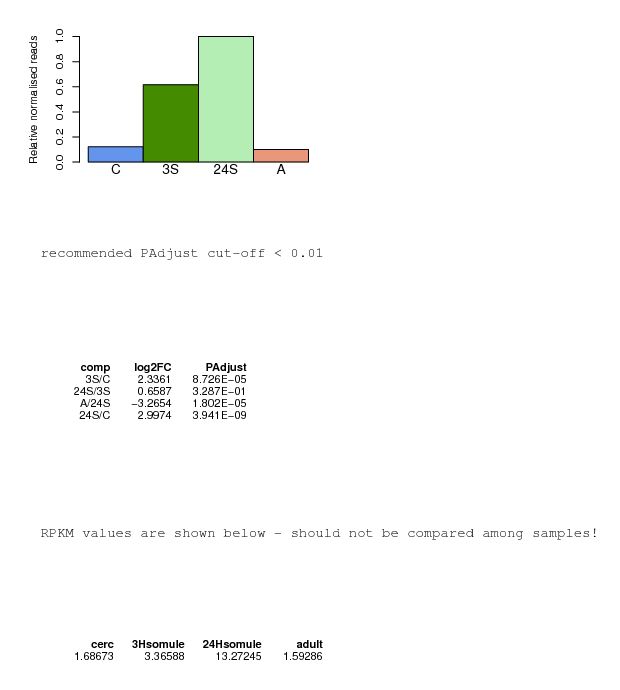 Relative normalised reads
1.0
0.8
0.6
0.4
0.2
0.0
C 3S 24S A
recommended PAdjust cut-off < 0.01
comp log2FC PAdjust
3S/C 2.3361 8.726E−05
24S/3S 0.6587 3.287E−01
A/24S −3.2654 1.802E−05
24S/C 2.9974 3.941E−09
RPKM values are shown below - should not be compared among samples!
cerc 3Hsomule 24Hsomule adult
1.68673 3.36588 13.27245 1.59286